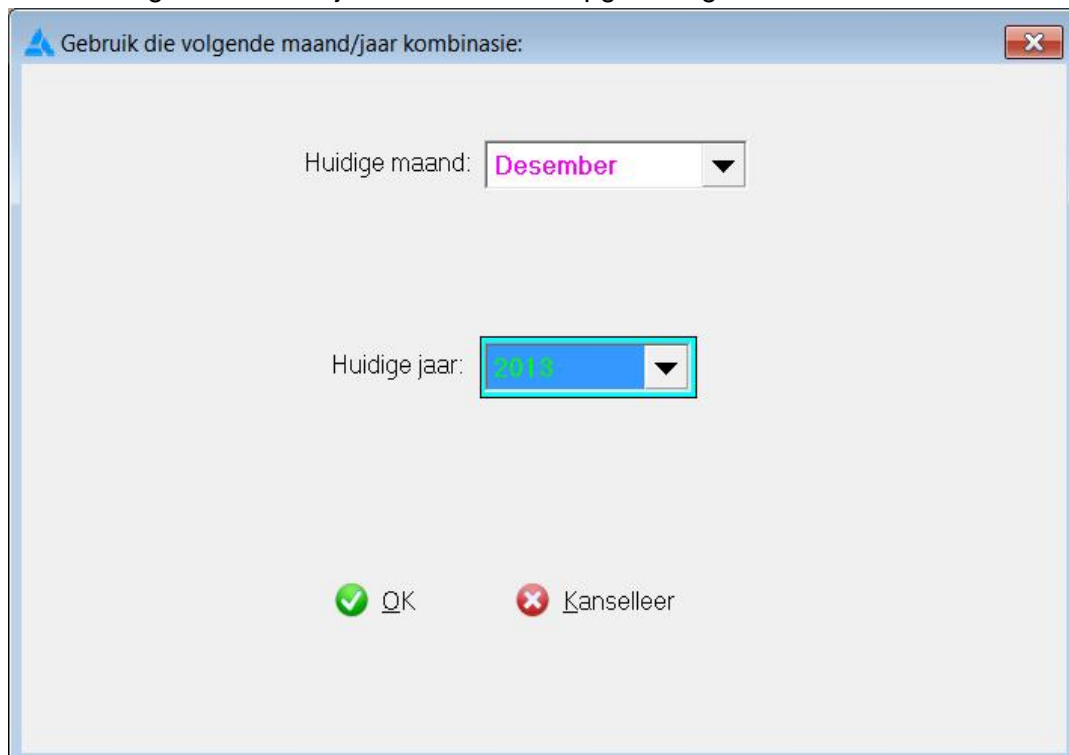 Gebruik die volgende maand/jaar kombinasie:
Huidige maand: Desember
Huidige jaar: 2013
OK Kanselleer